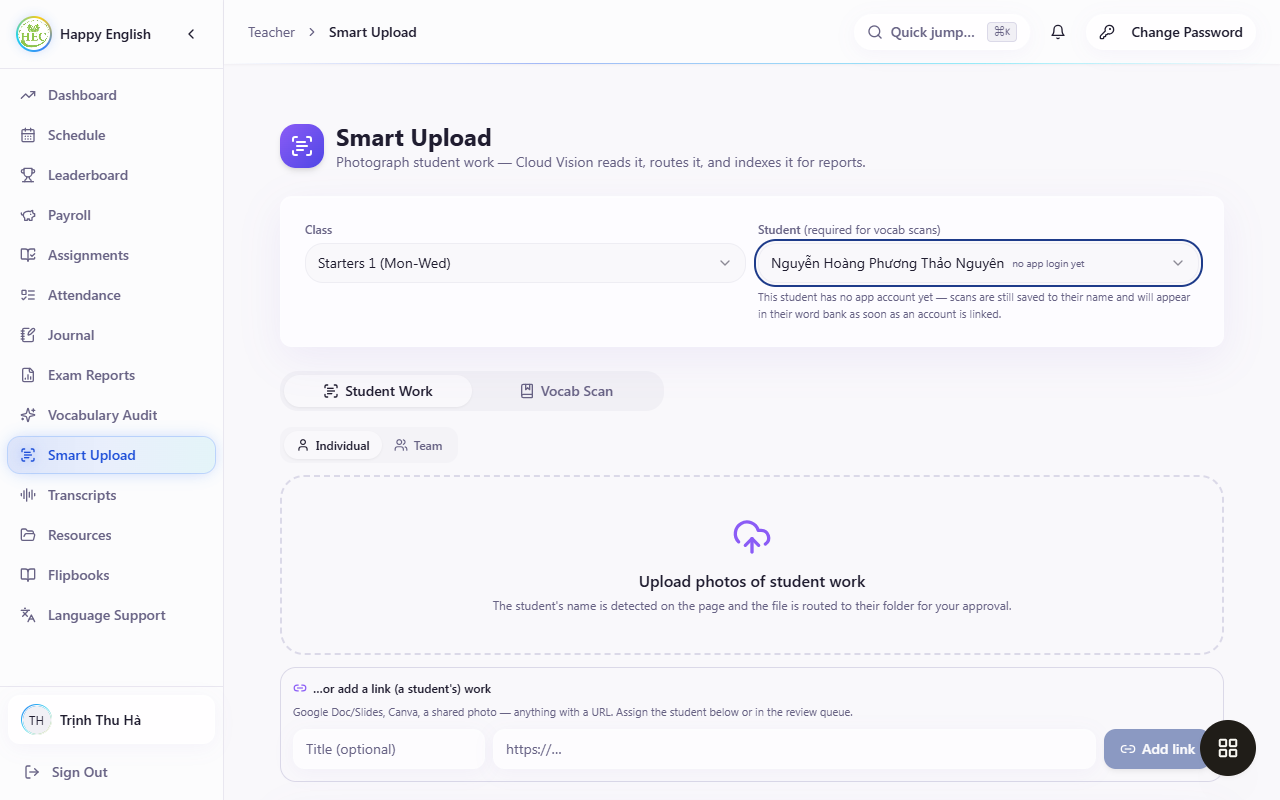 HEC
Happy English
Teacher
Smart Upload
Quick jump...
⌘K
Change Password
Dashboard
Schedule
Leaderboard
Payroll
Assignments
Attendance
Journal
Exam Reports
Vocabulary Audit
Smart Upload
Transcripts
Resources
Flipbooks
Language Support
TH
Trịnh Thu Hà
Sign Out
Smart Upload
Photograph student work — Cloud Vision reads it, routes it, and indexes it for reports.
Class
Starters 1 (Mon-Wed)
Student (required for vocab scans)
Nguyễn Hoàng Phương Thảo Nguyên no app login yet
This student has no app account yet — scans are still saved to their name and will appear
in their word bank as soon as an account is linked.
Student Work
Vocab Scan
Individual
Team
Upload photos of student work
The student's name is detected on the page and the file is routed to their folder for your approval.
...or add a link (a student's) work
Google Doc/Slides, Canva, a shared photo — anything with a URL. Assign the student below or in the review queue.
Title (optional)
https://...
Add link